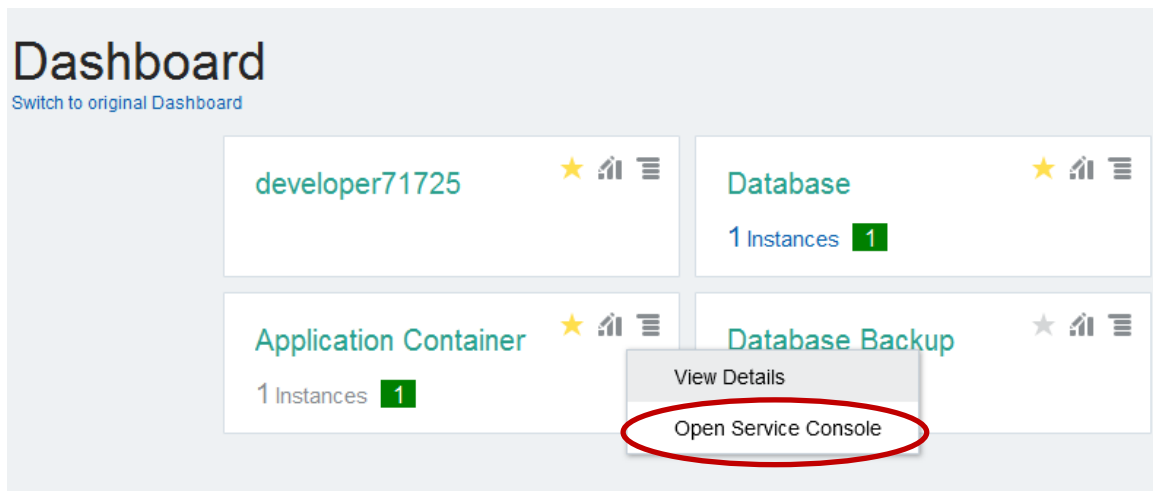 Dashboard
Switch to original Dashboard
developer71725
Database
1 Instances 1
Application Container
1 Instances 1
Database Backup
View Details
Open Service Console